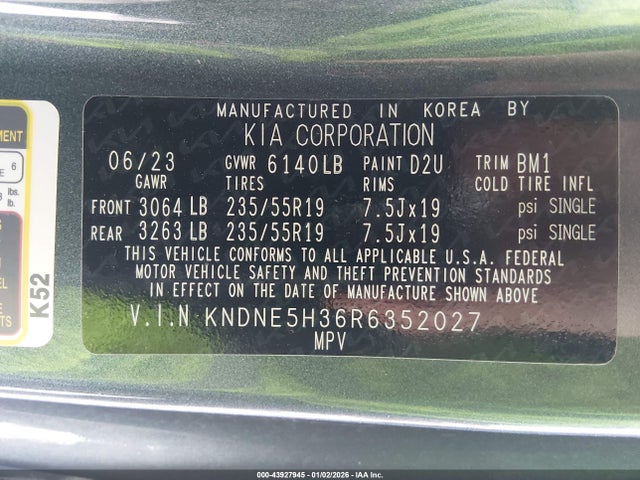 MANUFACTURED IN KOREA BY
KIA CORPORATION
06/23 GVWR 6140LB PAINT D2U TRIM BM1
GAWR TIRES RIMS COLD TIRE INFL
FRONT 3064 LB 235/55R19 7.5Jx19 psi SINGLE
REAR 3263 LB 235/55R19 7.5Jx19 psi SINGLE
THIS VEHICLE CONFORMS TO ALL APPLICABLE U.S.A. FEDERAL
MOTOR VEHICLE SAFETY AND THEFT PREVENTION STANDARDS
IN EFFECT ON THE DATE OF MANUFACTURE SHOWN ABOVE
V.I.N KNDNE5H36R6352027
MPV
6
lbs.
K52
000-43927945 - 01/02/2026 - IAA Inc.